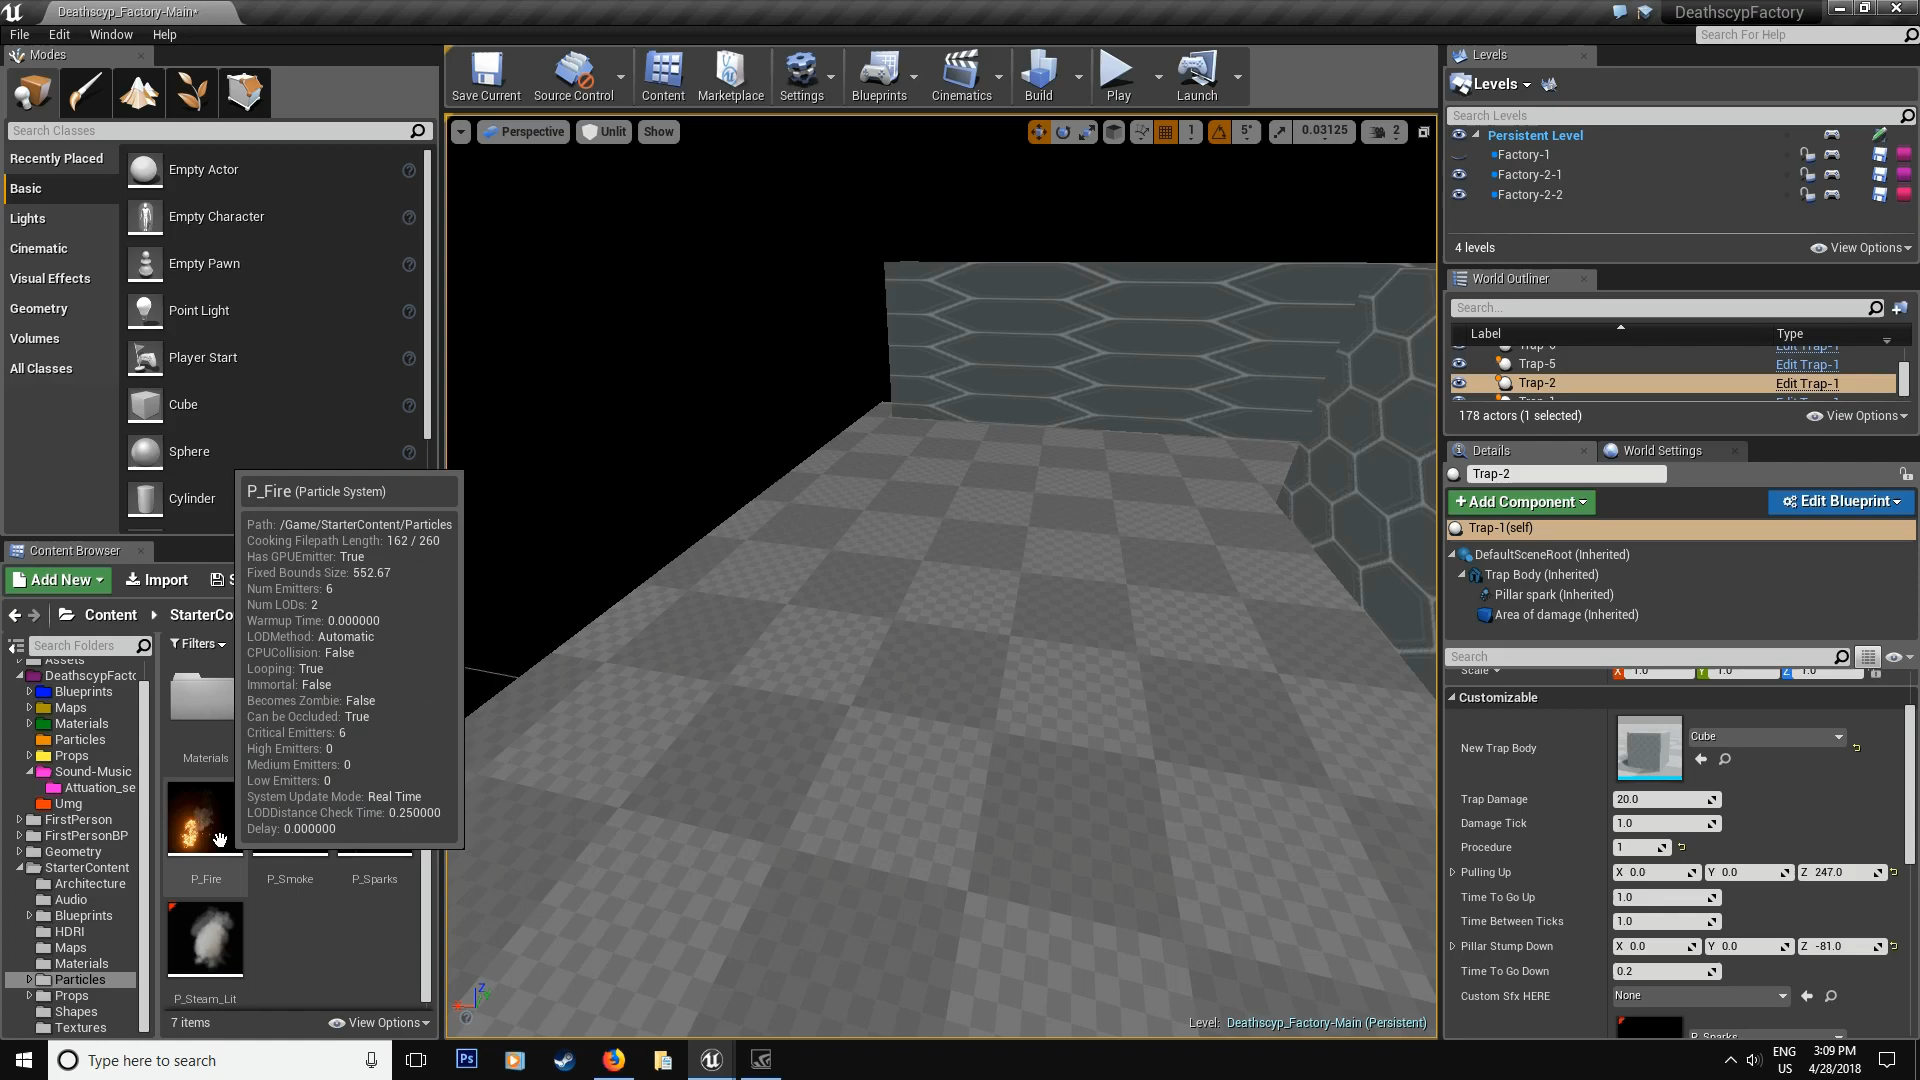 Deathscyp_Factory-Main*
DeathscypFactory
File Edit Window Help
Search For Help
Modes
Search Classes
Recently Placed
Basic
Lights
Cinematic
Visual Effects
Geometry
Volumes
All Classes
Empty Actor
Empty Character
Empty Pawn
Point Light
Player Start
Cube
Sphere
Cylinder
Save Current
Source Control
Content
Marketplace
Settings
Blueprints
Cinematics
Build
Play
Launch
Perspective Unlit Show
1 5° 0.03125 2
Levels
Levels
Search Levels
Persistent Level
Factory-1
Factory-2-1
Factory-2-2
4 levels View Options
World Outliner
Search...
Label Type
Trap-6 Edit Trap-1
Trap-5 Edit Trap-1
Trap-2 Edit Trap-1
178 actors (1 selected) View Options
Details World Settings
Trap-2
+Add Component Edit Blueprint
Trap-1(self)
DefaultSceneRoot (Inherited)
Trap Body (Inherited)
Pillar spark (Inherited)
Area of damage (Inherited)
Search
Scale X 1.0 Y 1.0 Z 1.0
Customizable
New Trap Body Cube
Trap Damage 20.0
Damage Tick 1.0
Procedure 1
Pulling Up X 0.0 Y 0.0 Z 247.0
Time To Go Up 1.0
Time Between Ticks 1.0
Pillar Stump Down X 0.0 Y 0.0 Z -81.0
Time To Go Down 0.2
Custom Sfx HERE None
P_Sparks
Content Browser
Add New Import S
Content StarterCo
Search Folders
Filters
Assets
DeathscypFactc
Blueprints
Maps
Materials
Particles
Props
Sound-Music
Attuation_se
Umg
FirstPerson
FirstPersonBP
Geometry
StarterContent
Architecture
Audio
Blueprints
HDRI
Maps
Materials
Particles
Props
Shapes
Textures
Materials
P_Fire P_Smoke P_Sparks
P_Steam_Lit
7 items View Options
P_Fire (Particle System)
Path: /Game/StarterContent/Particles
Cooking Filepath Length: 162 / 260
Has GPUEmitter: True
Fixed Bounds Size: 552.67
Num Emitters: 6
Num LODs: 2
Warmup Time: 0.000000
LODMethod: Automatic
CPUCollision: False
Looping: True
Immortal: False
Becomes Zombie: False
Can be Occluded: True
Critical Emitters: 6
High Emitters: 0
Medium Emitters: 0
Low Emitters: 0
System Update Mode: Real Time
LODDistance Check Time: 0.250000
Delay: 0.000000
Z
Level: Deathscyp_Factory-Main (Persistent)
Type here to search
Ps
ENG
US
3:09 PM
4/28/2018